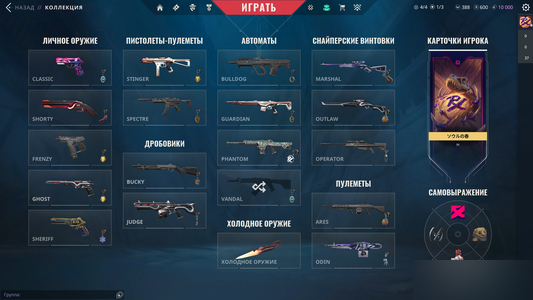 НАЗАД // КОЛЛЕКЦИЯ
ИГРАТЬ
4/4 1/3 388 600 10 000
ЛИЧНОЕ ОРУЖИЕ
CLASSIC
SHORTY
FRENZY
GHOST
SHERIFF
ПИСТОЛЕТЫ-ПУЛЕМЕТЫ
STINGER
SPECTRE
ДРОБОВИКИ
BUCKY
JUDGE
АВТОМАТЫ
BULLDOG
GUARDIAN
PHANTOM
VANDAL
ХОЛОДНОЕ ОРУЖИЕ
ХОЛОДНОЕ ОРУЖИЕ
СНАЙПЕРСКИЕ ВИНТОВКИ
MARSHAL
OUTLAW
OPERATOR
ПУЛЕМЕТЫ
ARES
ODIN
КАРТОЧКИ ИГРОКА
ソウルの春
САМОВЫРАЖЕНИЕ
Группа: